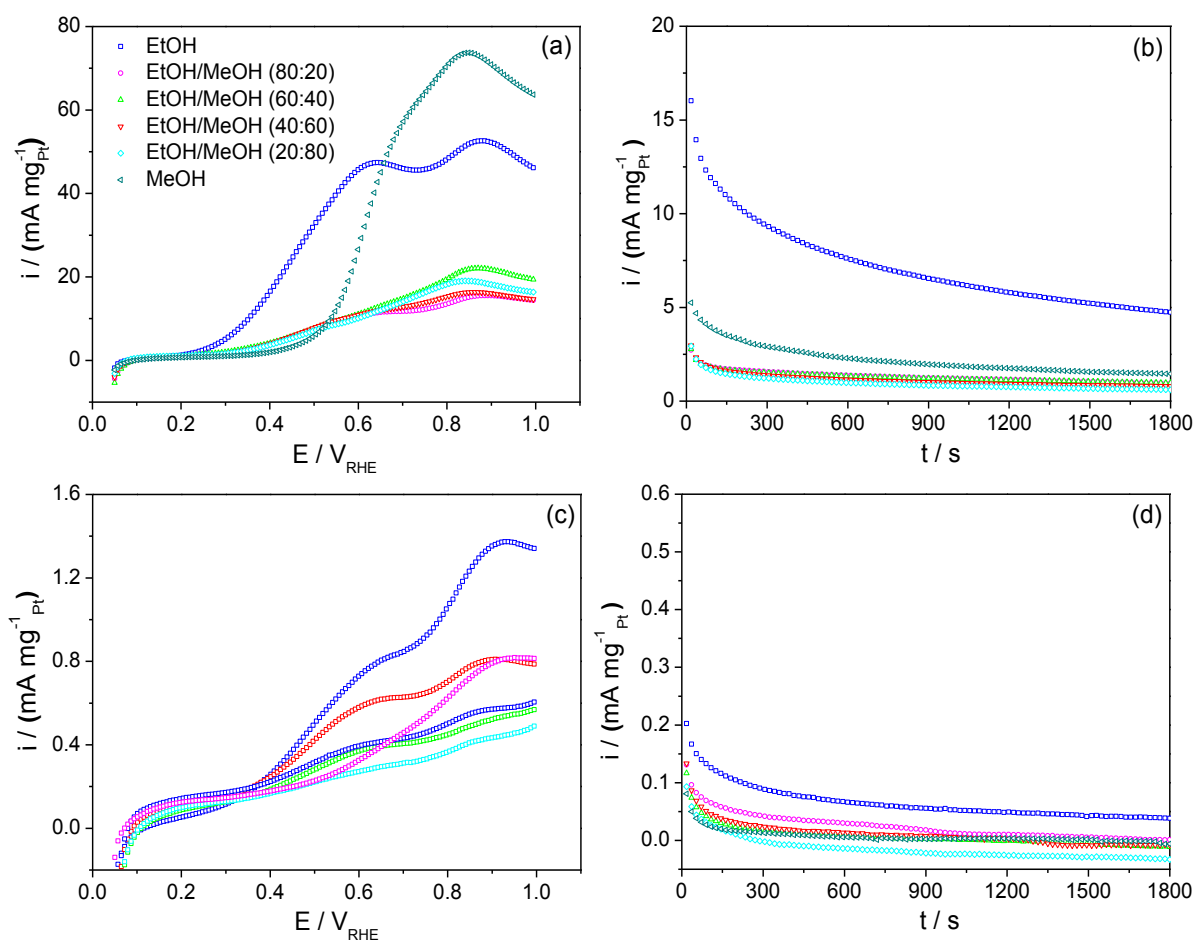 (a)
80
60
40
20
0
i / (mA mg⁻¹Pt)
EtOH
EtOH/MeOH (80:20)
EtOH/MeOH (60:40)
EtOH/MeOH (40:60)
EtOH/MeOH (20:80)
MeOH
0.0 0.2 0.4 0.6 0.8 1.0
E / VRHE
(b)
20
15
10
5
0
i / (mA mg⁻¹Pt)
0 300 600 900 1200 1500 1800
t / s
(c)
1.6
1.2
0.8
0.4
0.0
i / (mA mg⁻¹Pt)
0.0 0.2 0.4 0.6 0.8 1.0
E / VRHE
(d)
0.6
0.5
0.4
0.3
0.2
0.1
0.0
i / (mA mg⁻¹Pt)
0 300 600 900 1200 1500 1800
t / s